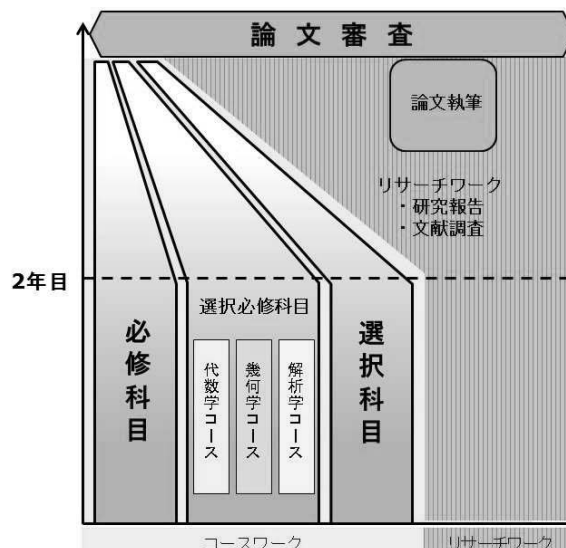 論文審査
論文執筆
リサーチワーク
・研究報告
・文献調査
2年目
選択必修科目
必修科目
代数学コース
幾何学コース
解析学コース
選択科目
コースワーク
リサーチワーク